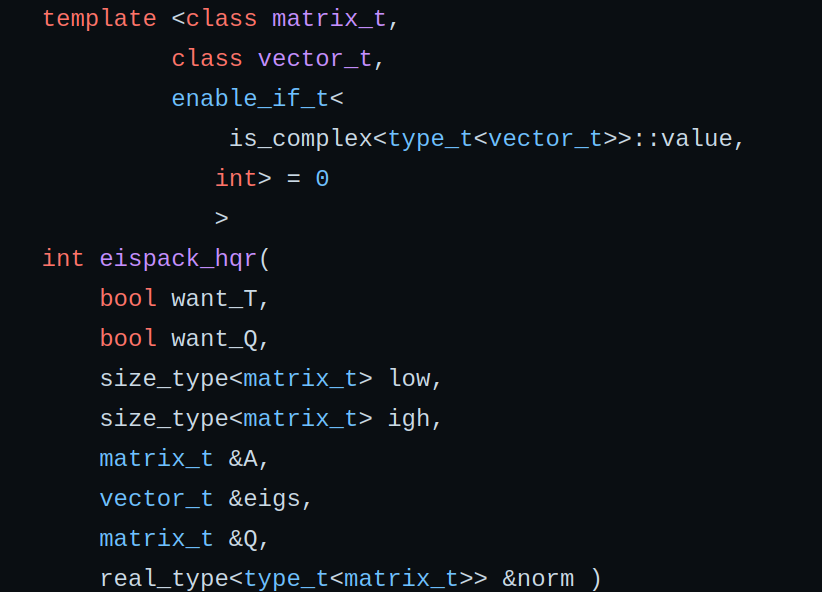 template <class matrix_t,
class vector_t,
enable_if_t<
is_complex<type_t<vector_t>>::value,
int> = 0
>
int eispack_hqr(
bool want_T,
bool want_Q,
size_type<matrix_t> low,
size_type<matrix_t> igh,
matrix_t &A,
vector_t &eigs,
matrix_t &Q,
real_type<type_t<matrix_t>> &norm )